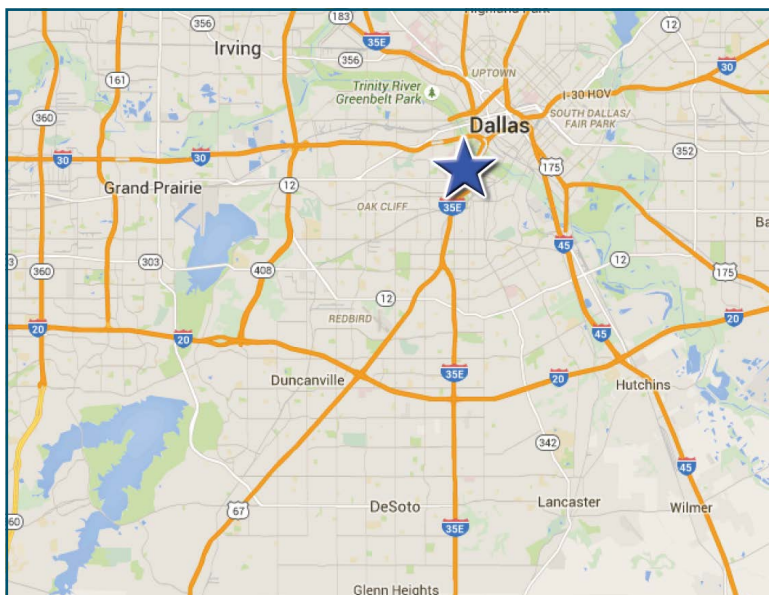 Highland Park
183
12
356
35E
Irving
356
UPTOWN
30
161
Trinity River
Greenbelt Park
I-30 HOV
360
SOUTH DALLAS/
FAIR PARK
Dallas
352
30
30
175
Grand Prairie
12
OAK CLIFF
35E
Ba
45
303
12
360
408
175
12
20
REDBIRD
20
20
45
35E
Duncanville
20
Hutchins
342
45
67
DeSoto
Lancaster
Wilmer
35E
60
Glenn Heights